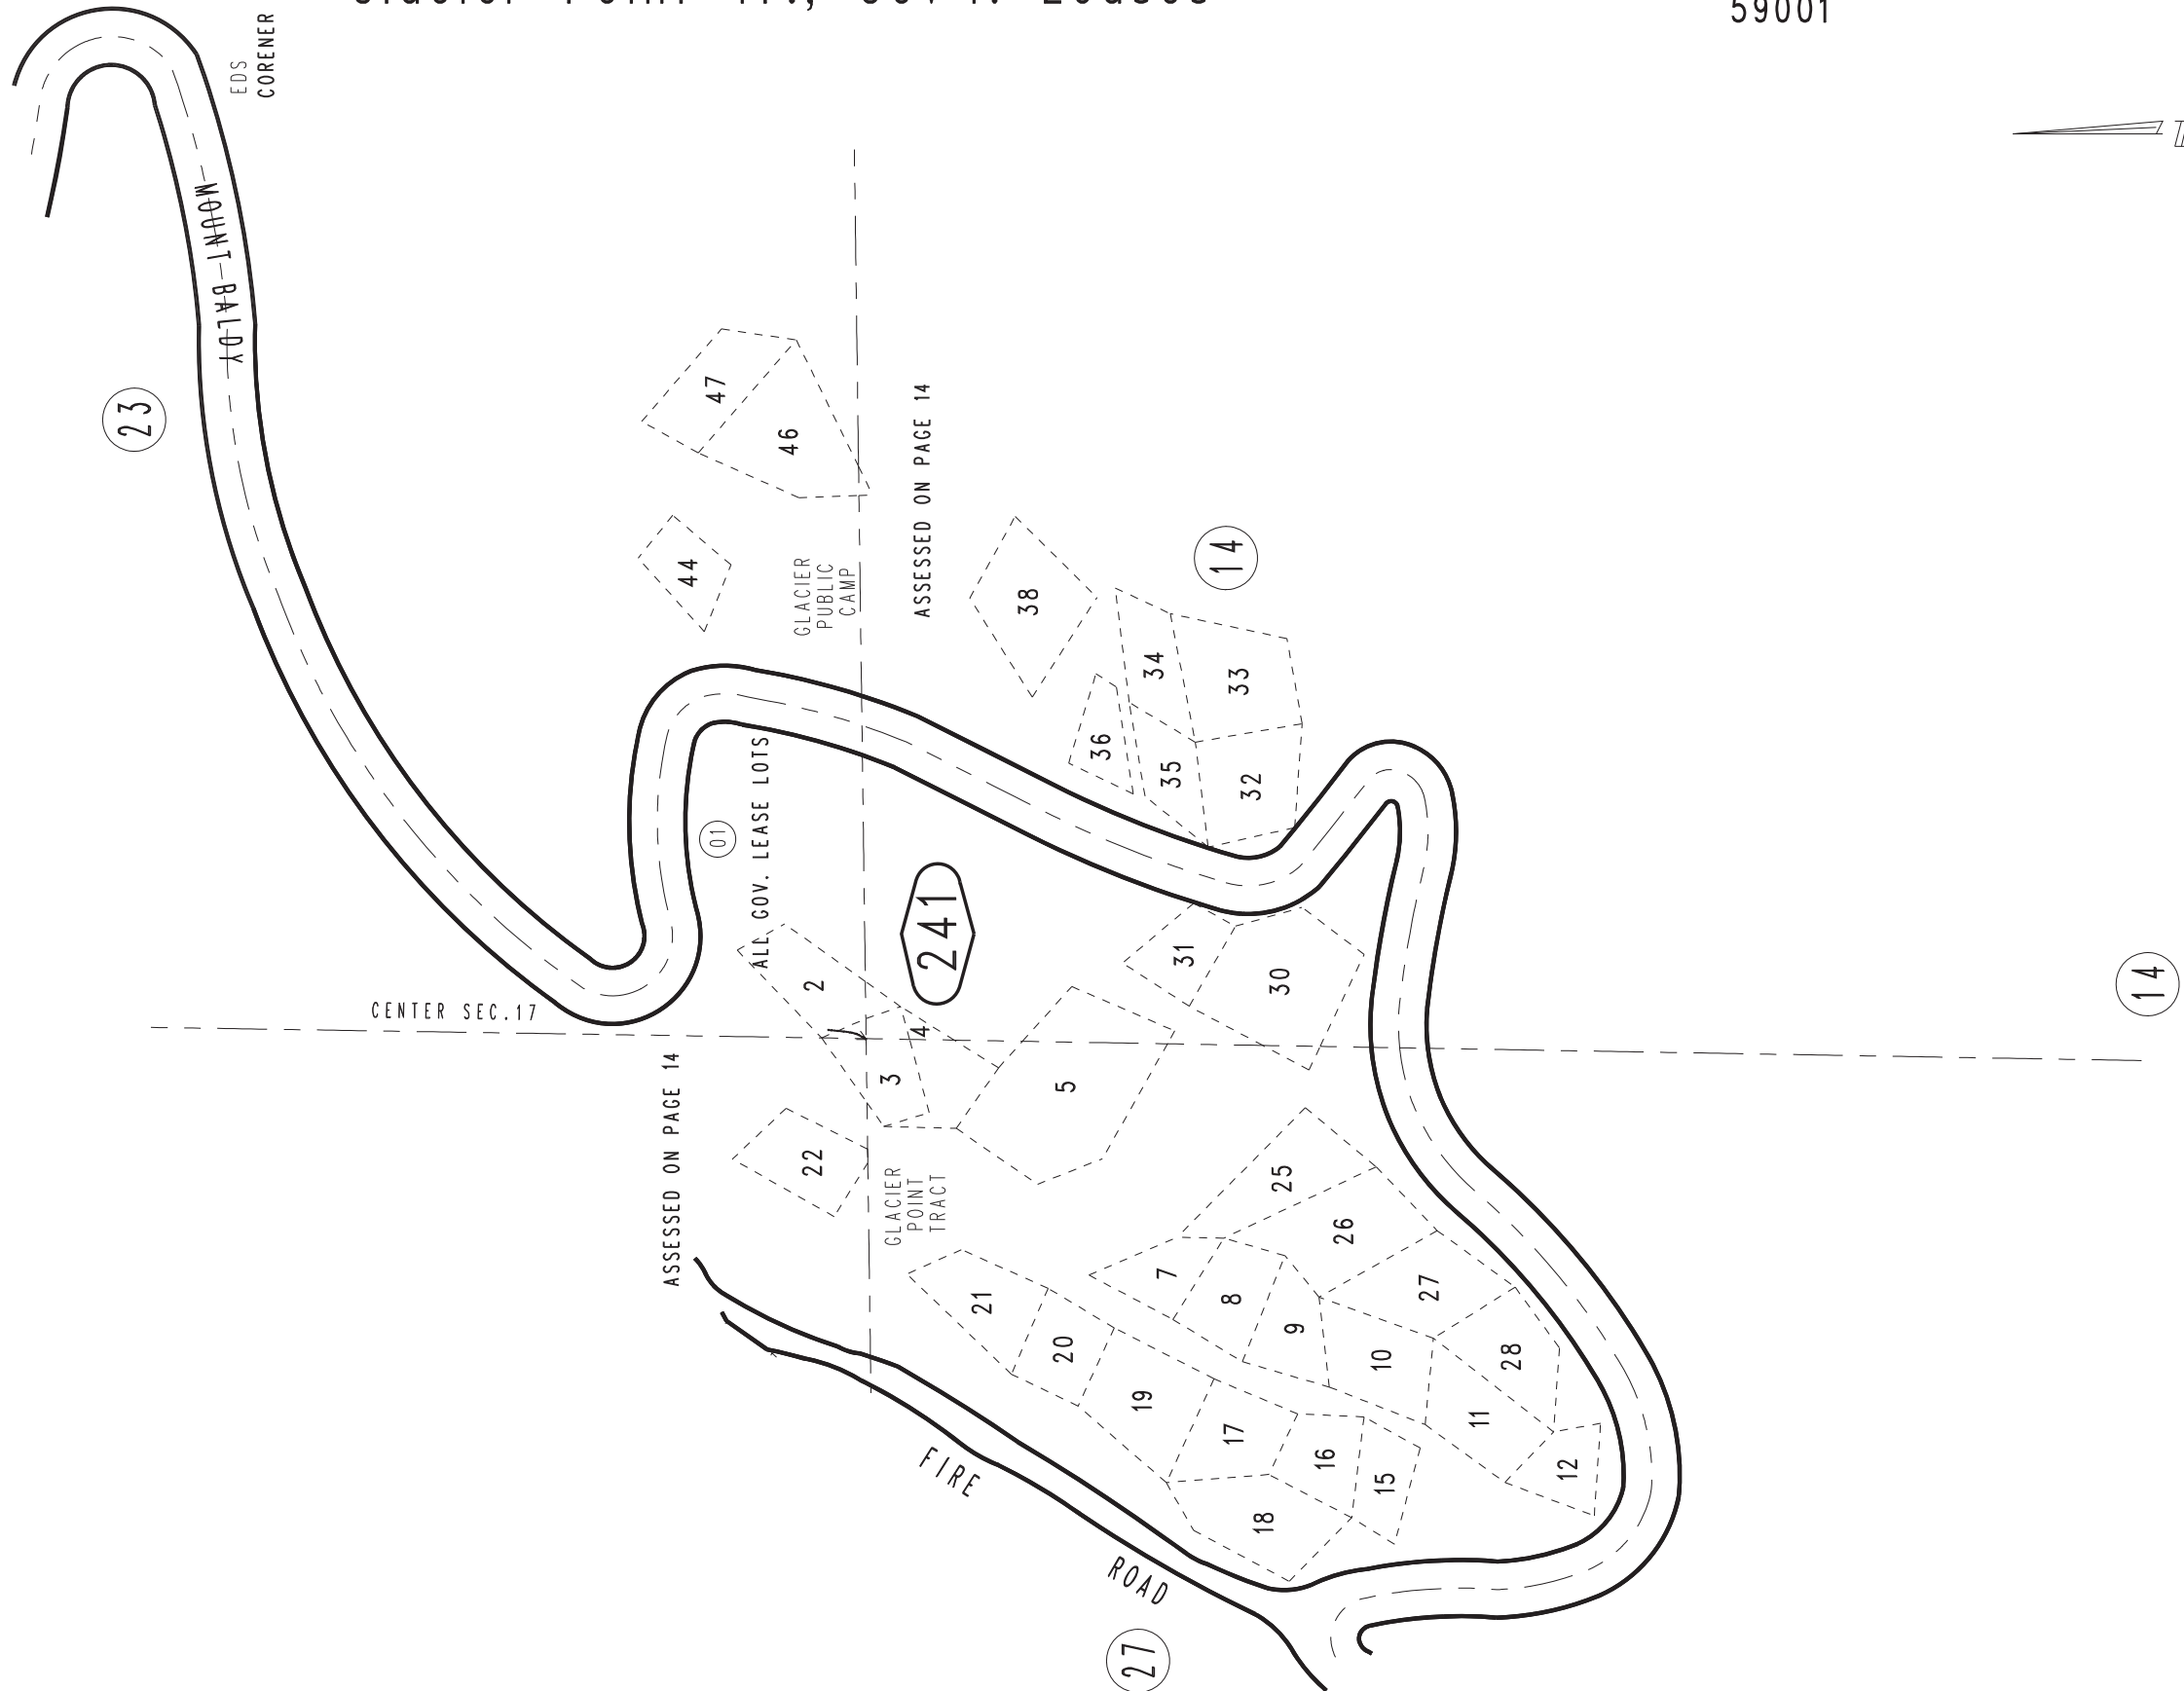 59001
EDS
CORENER
MOUNT BALDY
23
47
46
44
ASSESSED ON PAGE 14
GLACIER
PUBLIC
CAMP
38
14
34
33
36
35
32
01
ALL GOV. LEASE LOTS
241
31
30
2
4
3
5
14
CENTER SEC.17
ASSESSED ON PAGE 14
22
GLACIER
POINT
TRACT
25
26
27
7
8
9
10
28
21
20
19
17
11
16
15
12
18
FIRE
ROAD
27